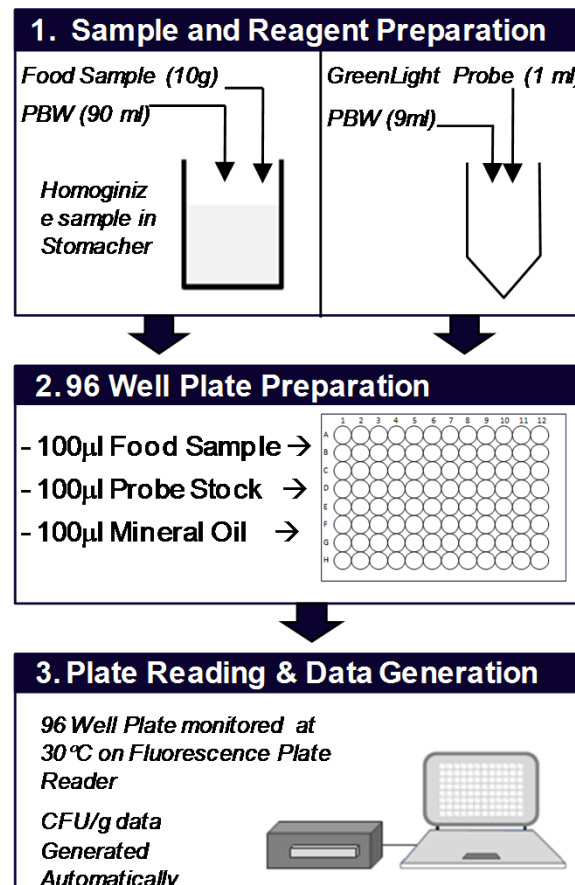 1. Sample and Reagent Preparation
Food Sample (10g)
PBW (90 ml)
Homoginiz
e sample in
Stomacher
GreenLight Probe (1 ml)
PBW (9ml)
2. 96 Well Plate Preparation
- 100µl Food Sample →
- 100µl Probe Stock →
- 100µl Mineral Oil →
1 2 3 4 5 6 7 8 9 10 11 12
A
B
C
D
E
F
G
H
3. Plate Reading & Data Generation
96 Well Plate monitored at
30°C on Fluorescence Plate
Reader
CFU/g data
Generated
Automatically